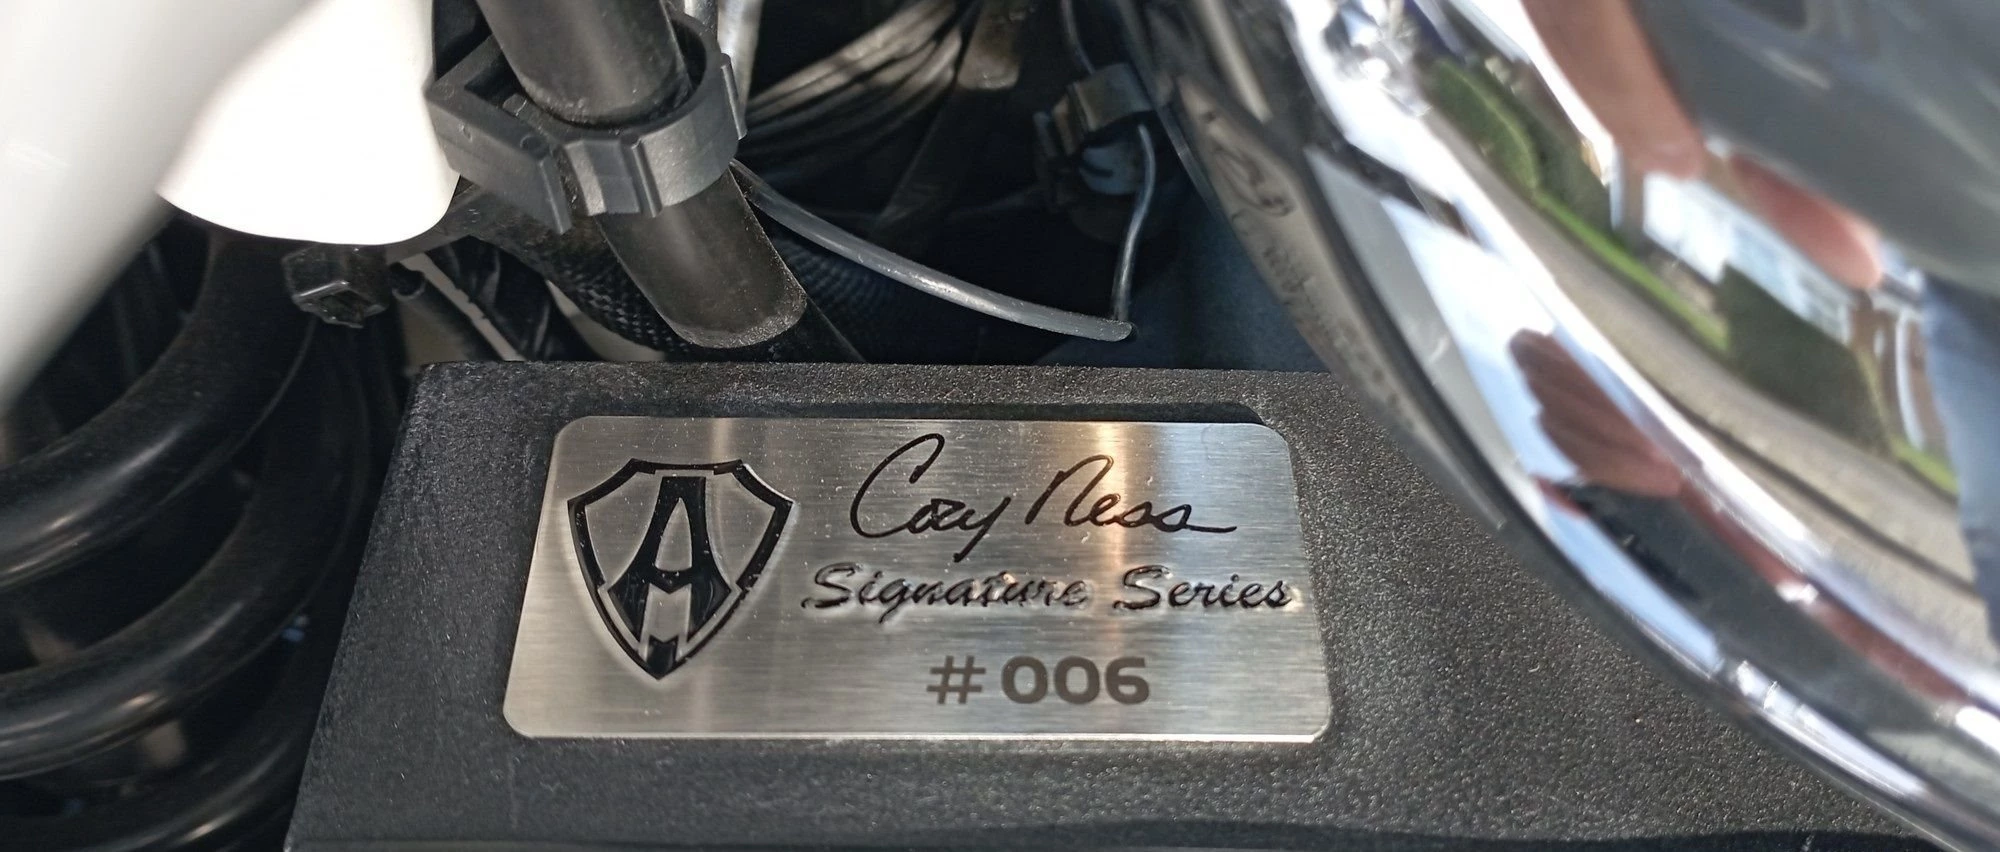 A
Cory Ness
Signature Series
#006